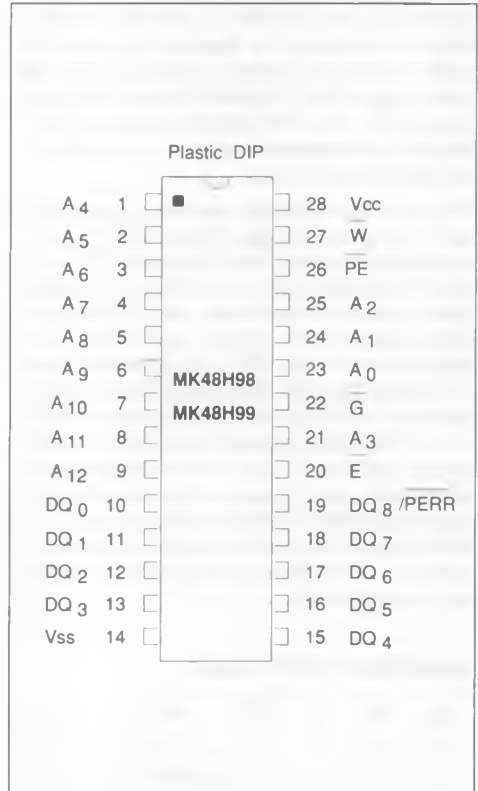 Plastic DIP
A4 1 28 Vcc
A5 2 27 W̅
A6 3 26 P̅E̅
A7 4 25 A2
A8 5 24 A1
A9 6 23 A0
MK48H98
A10 7 22 G̅
MK48H99
A11 8 21 A3
A12 9 20 E̅
DQ0 10 19 DQ8 /P̅E̅R̅R̅
DQ1 11 18 DQ7
DQ2 12 17 DQ6
DQ3 13 16 DQ5
Vss 14 15 DQ4